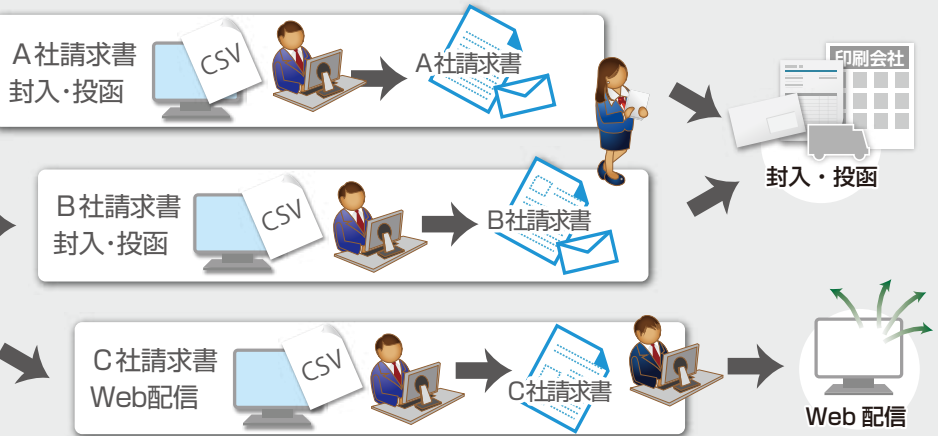 A社請求書
封入・投函
CSV
A社請求書
印刷会社
封入・投函
B社請求書
封入・投函
CSV
B社請求書
C社請求書
Web配信
CSV
C社請求書
Web 配信